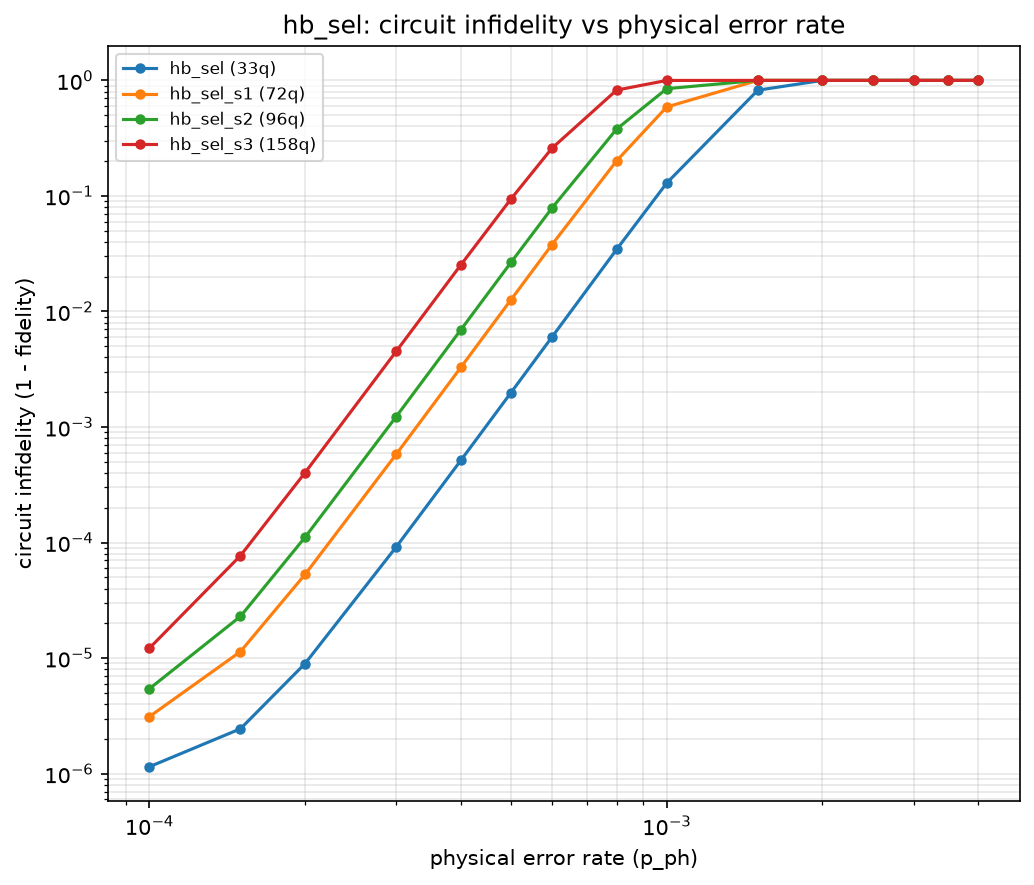 hb_sel: circuit infidelity vs physical error rate
hb_sel (33q)
hb_sel_s1 (72q)
hb_sel_s2 (96q)
hb_sel_s3 (158q)
circuit infidelity (1 - fidelity)
10⁰
10⁻¹
10⁻²
10⁻³
10⁻⁴
10⁻⁵
10⁻⁶
10⁻⁴ 10⁻³
physical error rate (p_ph)